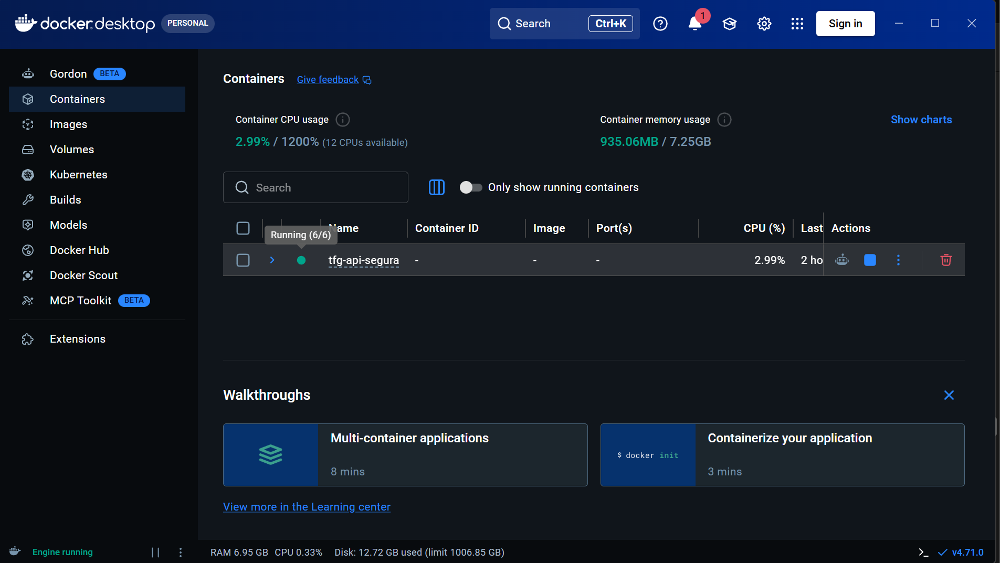 docker desktop PERSONAL
Search Ctrl+K
1
Sign in
Gordon BETA
Containers
Images
Volumes
Kubernetes
Builds
Models
Docker Hub
Docker Scout
MCP Toolkit BETA
Extensions
Containers Give feedback
Container CPU usage
2.99% / 1200% (12 CPUs available)
Container memory usage
935.06MB / 7.25GB
Show charts
Search
Only show running containers
Running (6/6)
ame Container ID Image Port(s) CPU (%) Last Actions
tfg-api-segura - - - 2.99% 2 ho
Walkthroughs
Multi-container applications
8 mins
$ docker init
Containerize your application
3 mins
View more in the Learning center
Engine running
RAM 6.95 GB CPU 0.33% Disk: 12.72 GB used (limit 1006.85 GB)
v4.71.0